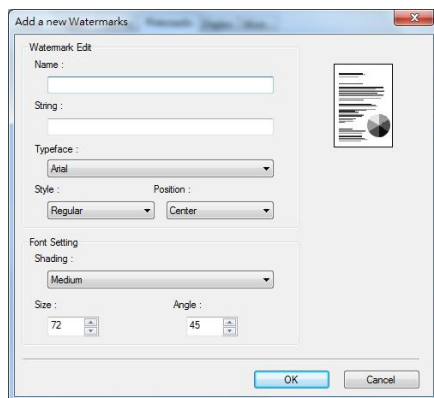 Add a new Watermarks
Watermark Edit
Name :
String :
Typeface :
Arial
Style :
Position :
Regular
Center
Font Setting
Shading :
Medium
Size :
Angle :
72
45
OK
Cancel